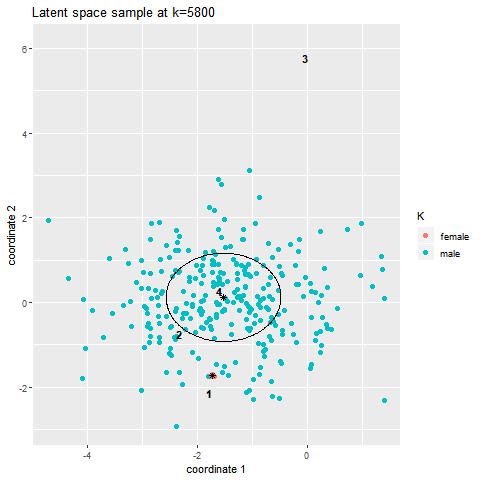 Latent space sample at k=5800
6
4
2
0
-2
coordinate 2
3
4
2
1
-4
-2
0
coordinate 1
K
female
male